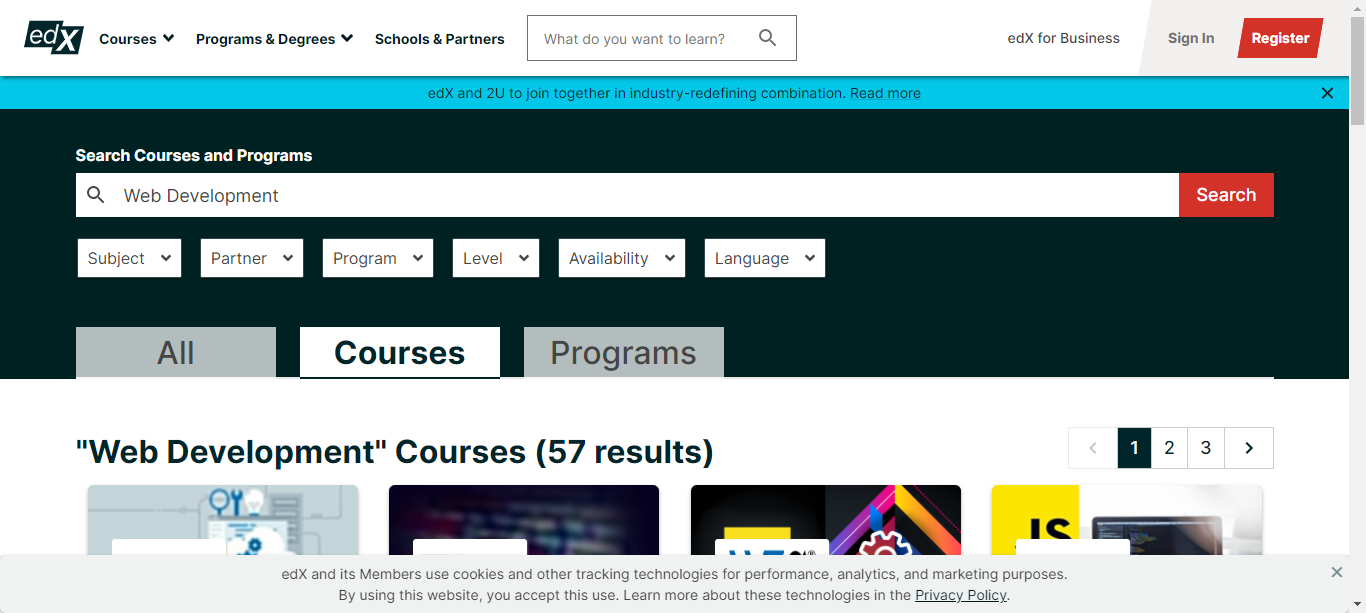 edX
Courses
Programs & Degrees
Schools & Partners
What do you want to learn?
edX for Business
Sign In
Register
edX and 2U to join together in industry-redefining combination. Read more
Search Courses and Programs
Web Development
Search
Subject
Partner
Program
Level
Availability
Language
All
Courses
Programs
"Web Development" Courses (57 results)
1
2
3
JS
edX and its Members use cookies and other tracking technologies for performance, analytics, and marketing purposes.
By using this website, you accept this use. Learn more about these technologies in the Privacy Policy.